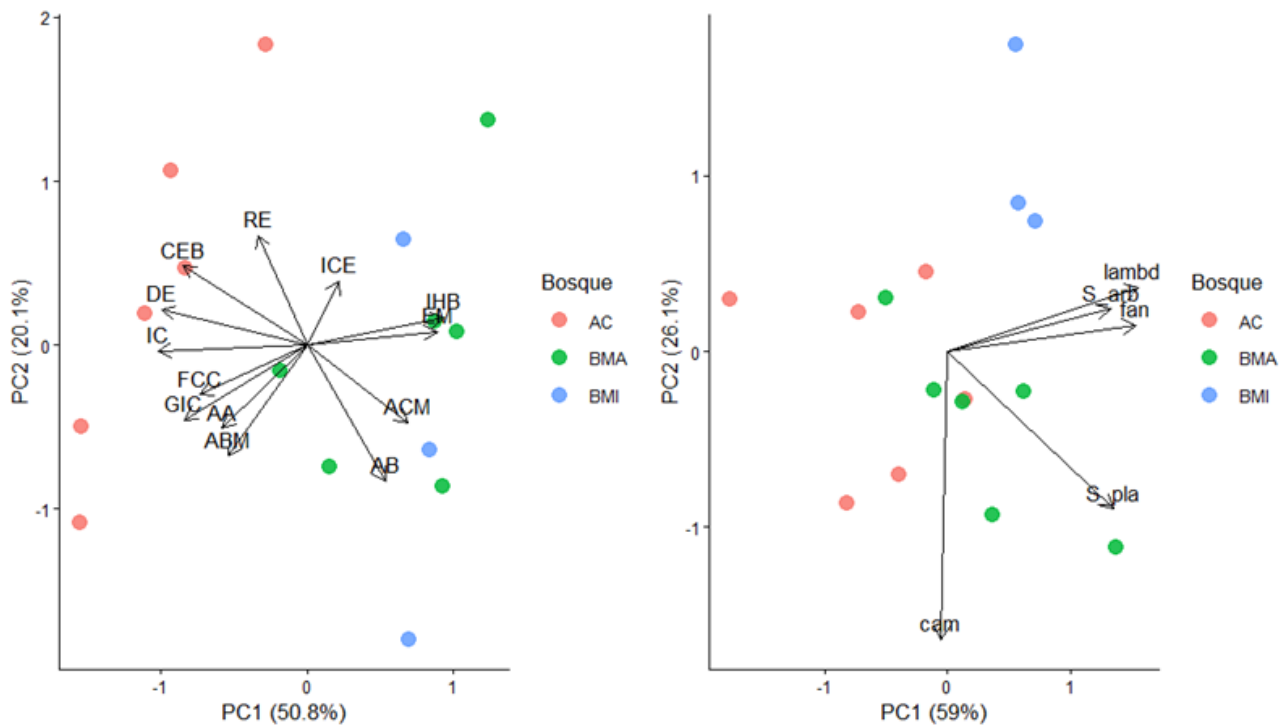 2
1
0
-1
PC2 (20.1%)
-1
0
1
PC1 (50.8%)
RE
CEB
ICE
DE
IHB
EM
IC
FCC
GIC
AA
ACM
ABM
AB
Bosque
AC
BMA
BMI
1
0
-1
PC2 (26.1%)
-1
0
1
PC1 (59%)
lambd
S_arb
fan
S_pla
cam
Bosque
AC
BMA
BMI